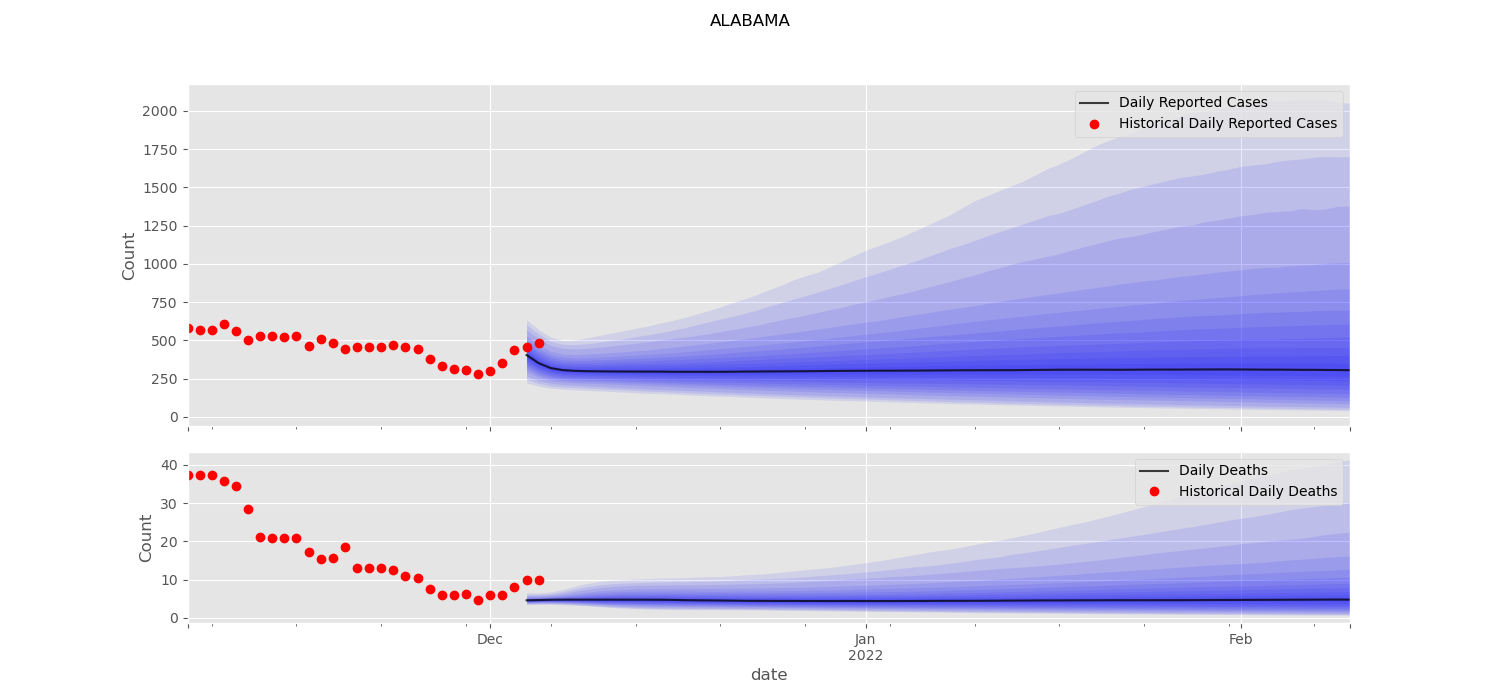 ALABAMA
Daily Reported Cases
Historical Daily Reported Cases
Count
2000
1750
1500
1250
1000
750
500
250
0
Daily Deaths
Historical Daily Deaths
Count
40
30
20
10
0
Dec
Jan
2022
Feb
date